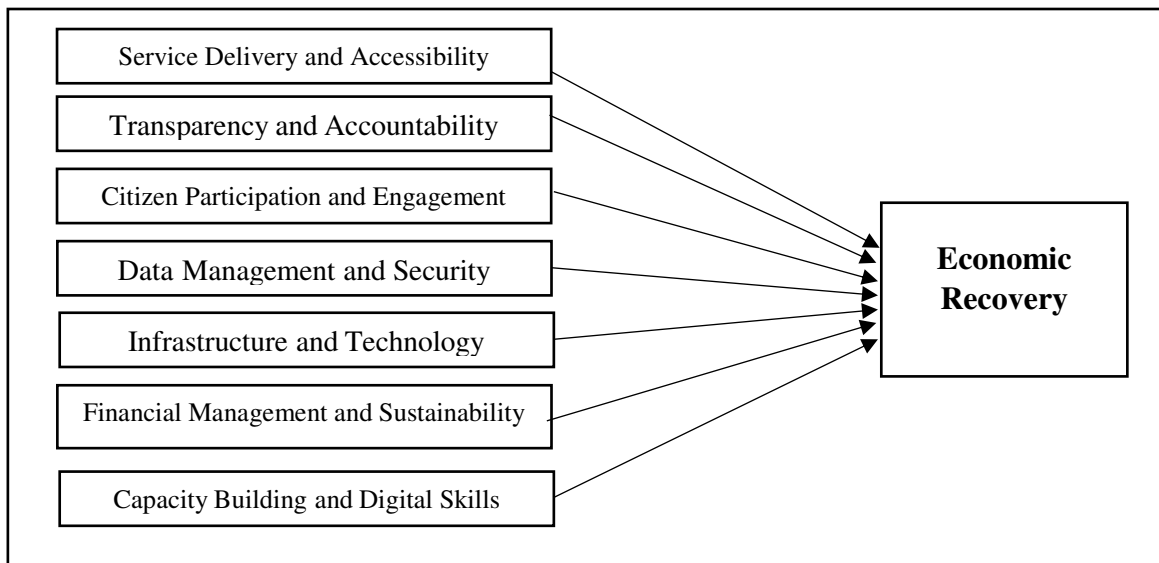 Service Delivery and Accessibility
Transparency and Accountability
Citizen Participation and Engagement
Data Management and Security
Infrastructure and Technology
Financial Management and Sustainability
Capacity Building and Digital Skills
Economic
Recovery